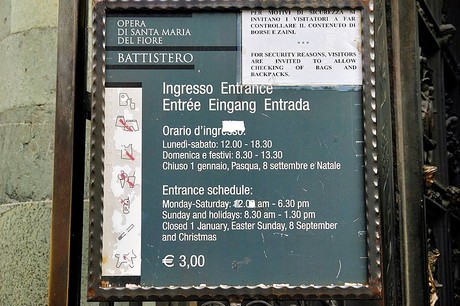 OPERA
DI SANTA MARIA
DEL FIORE
BATTISTERO
PER MOTIVI DI SICUREZZA SI
INVITANO I VISITATORI A FAR
CONTROLLARE IL CONTENUTO DI
BORSE E ZAINI.
***
FOR SECURITY REASONS, VISITORS
ARE INVITED TO ALLOW
CHECKING OF BAGS AND
BACKPACKS.
Ingresso Entrance
Entrée Eingang Entrada
Orario d'ingresso:
Lunedì-sabato: 12.00 - 18.30
Domenica e festivi: 8.30 - 13.30
Chiuso 1 gennaio, Pasqua, 8 settembre e Natale
Entrance schedule:
Monday-Saturday: 12.00 am - 6.30 pm
Sunday and holidays: 8.30 am - 1.30 pm
Closed 1 January, Easter Sunday, 8 September
and Christmas
€ 3,00